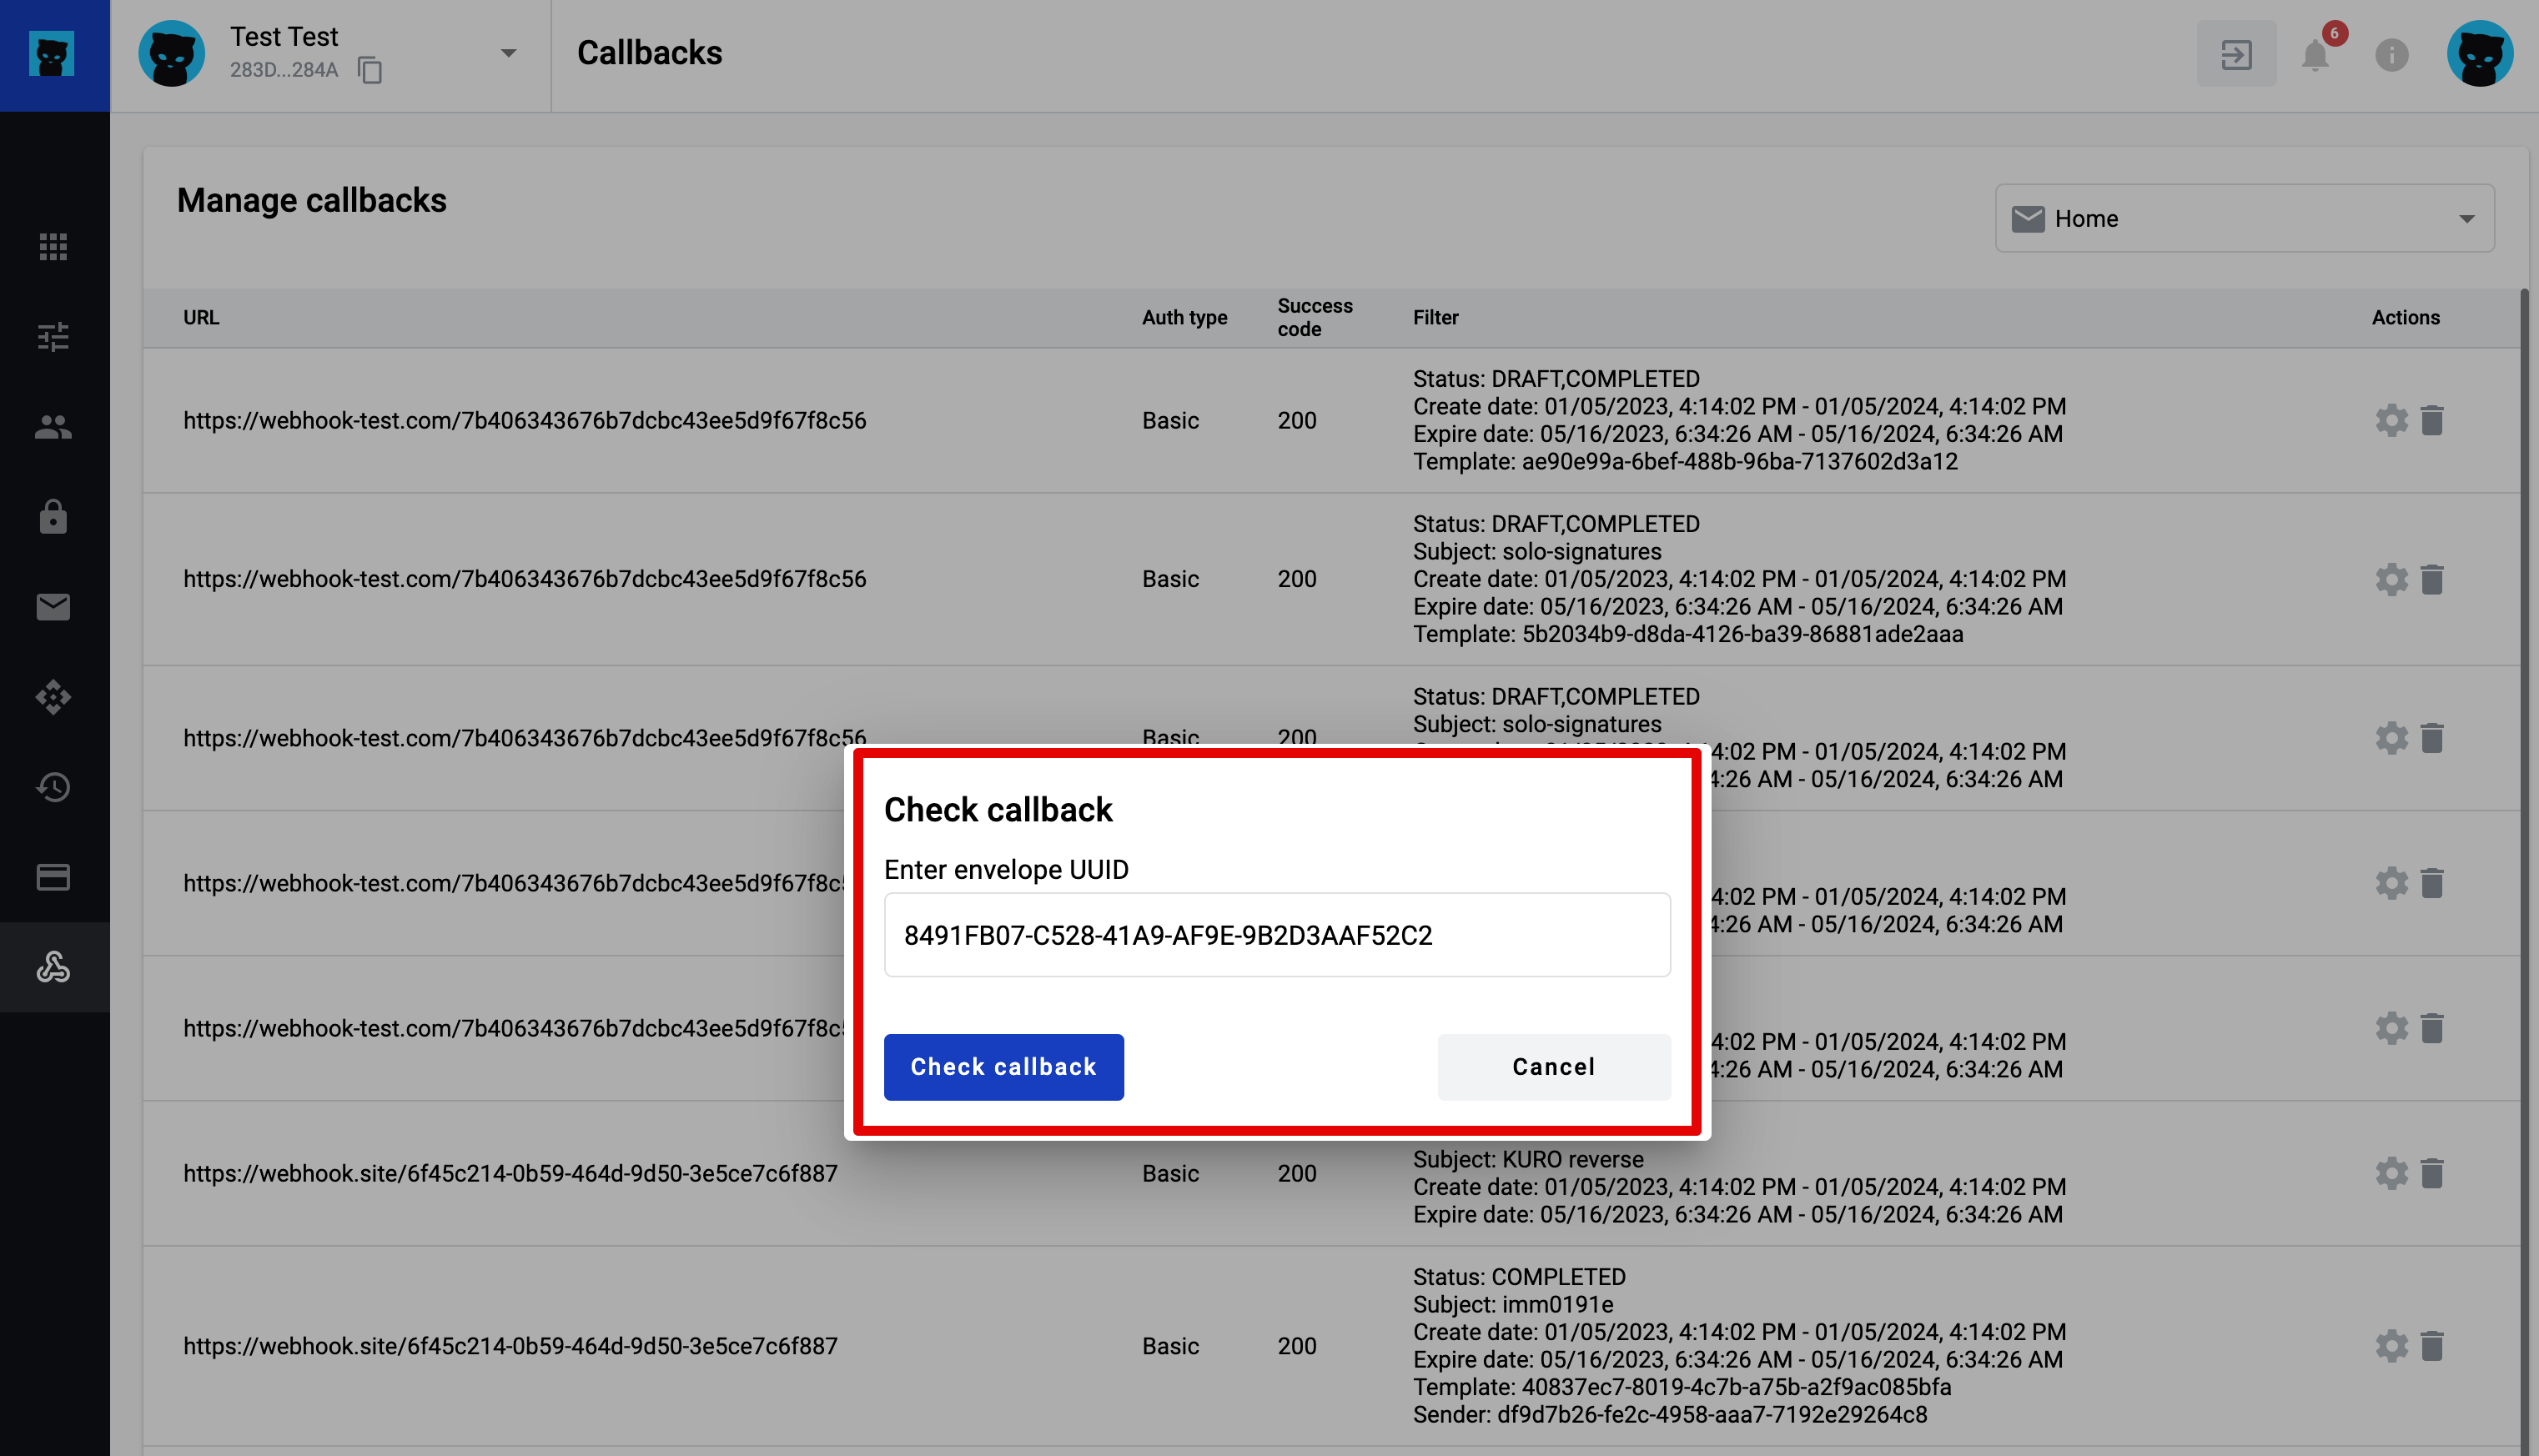 Test Test
283D...284A
Callbacks
6
Manage callbacks
Home
URL
Auth type
Success code
Filter
Actions
https://webhook-test.com/7b406343676b7dcbc43ee5d9f67f8c56
Basic
200
Status: DRAFT,COMPLETED
Create date: 01/05/2023, 4:14:02 PM - 01/05/2024, 4:14:02 PM
Expire date: 05/16/2023, 6:34:26 AM - 05/16/2024, 6:34:26 AM
Template: ae90e99a-6bef-488b-96ba-7137602d3a12
https://webhook-test.com/7b406343676b7dcbc43ee5d9f67f8c56
Basic
200
Status: DRAFT,COMPLETED
Subject: solo-signatures
Create date: 01/05/2023, 4:14:02 PM - 01/05/2024, 4:14:02 PM
Expire date: 05/16/2023, 6:34:26 AM - 05/16/2024, 6:34:26 AM
Template: 5b2034b9-d8da-4126-ba39-86881ade2aaa
https://webhook-test.com/7b406343676b7dcbc43ee5d9f67f8c56
Basic
200
Status: DRAFT,COMPLETED
Subject: solo-signatures
4:02 PM - 01/05/2024, 4:14:02 PM
4:26 AM - 05/16/2024, 6:34:26 AM
Check callback
Enter envelope UUID
8491FB07-C528-41A9-AF9E-9B2D3AAF52C2
Check callback
Cancel
https://webhook-test.com/7b406343676b7dcbc43ee5d9f67f8c
4:02 PM - 01/05/2024, 4:14:02 PM
4:26 AM - 05/16/2024, 6:34:26 AM
https://webhook-test.com/7b406343676b7dcbc43ee5d9f67f8c
4:02 PM - 01/05/2024, 4:14:02 PM
4:26 AM - 05/16/2024, 6:34:26 AM
https://webhook.site/6f45c214-0b59-464d-9d50-3e5ce7c6f887
Basic
200
Subject: KURO reverse
Create date: 01/05/2023, 4:14:02 PM - 01/05/2024, 4:14:02 PM
Expire date: 05/16/2023, 6:34:26 AM - 05/16/2024, 6:34:26 AM
https://webhook.site/6f45c214-0b59-464d-9d50-3e5ce7c6f887
Basic
200
Status: COMPLETED
Subject: imm0191e
Create date: 01/05/2023, 4:14:02 PM - 01/05/2024, 4:14:02 PM
Expire date: 05/16/2023, 6:34:26 AM - 05/16/2024, 6:34:26 AM
Template: 40837ec7-8019-4c7b-a75b-a2f9ac085bfa
Sender: df9d7b26-fe2c-4958-aaa7-7192e29264c8